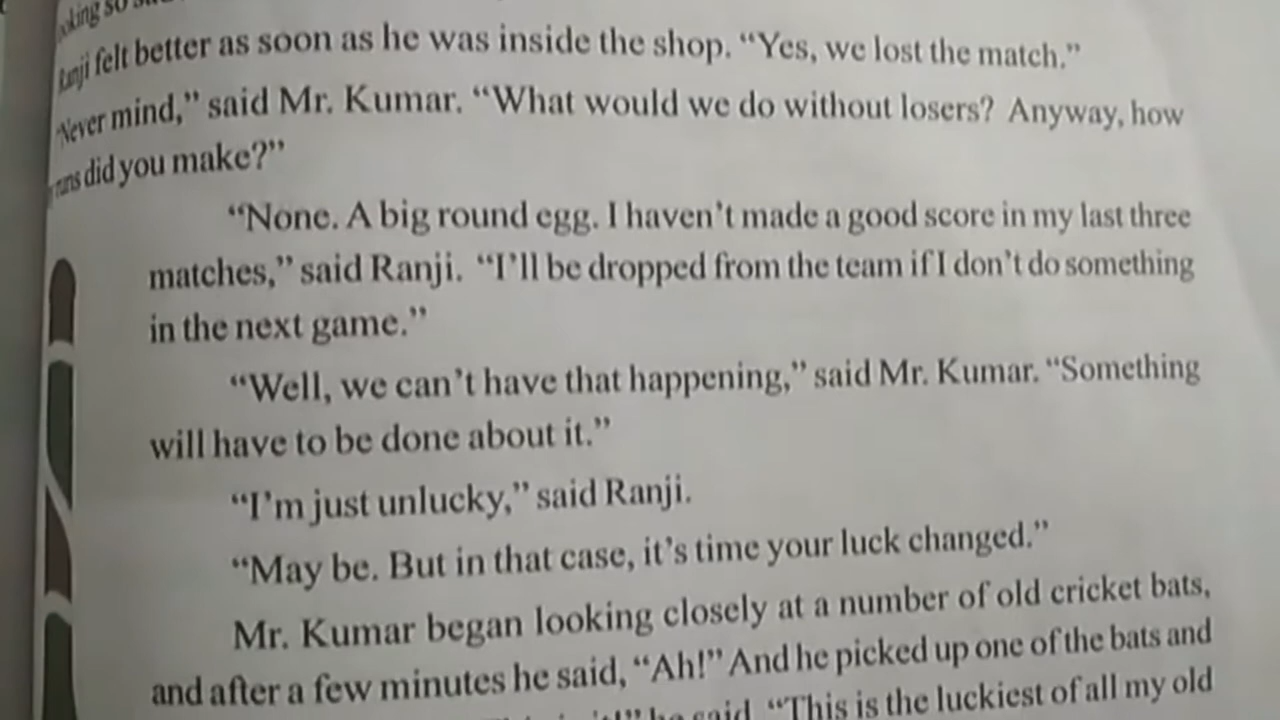 Ranji felt better as soon as he was inside the shop. “Yes, we lost the match.”
“Never mind,” said Mr. Kumar. “What would we do without losers? Anyway, how
runs did you make?”
“None. A big round egg. I haven’t made a good score in my last three
matches,” said Ranji. “I’ll be dropped from the team if I don’t do something
in the next game.”
“Well, we can’t have that happening,” said Mr. Kumar. “Something
will have to be done about it.”
“I’m just unlucky,” said Ranji.
“May be. But in that case, it’s time your luck changed.”
Mr. Kumar began looking closely at a number of old cricket bats,
and after a few minutes he said, “Ah!” And he picked up one of the bats and
he said. “This is the luckiest of all my old